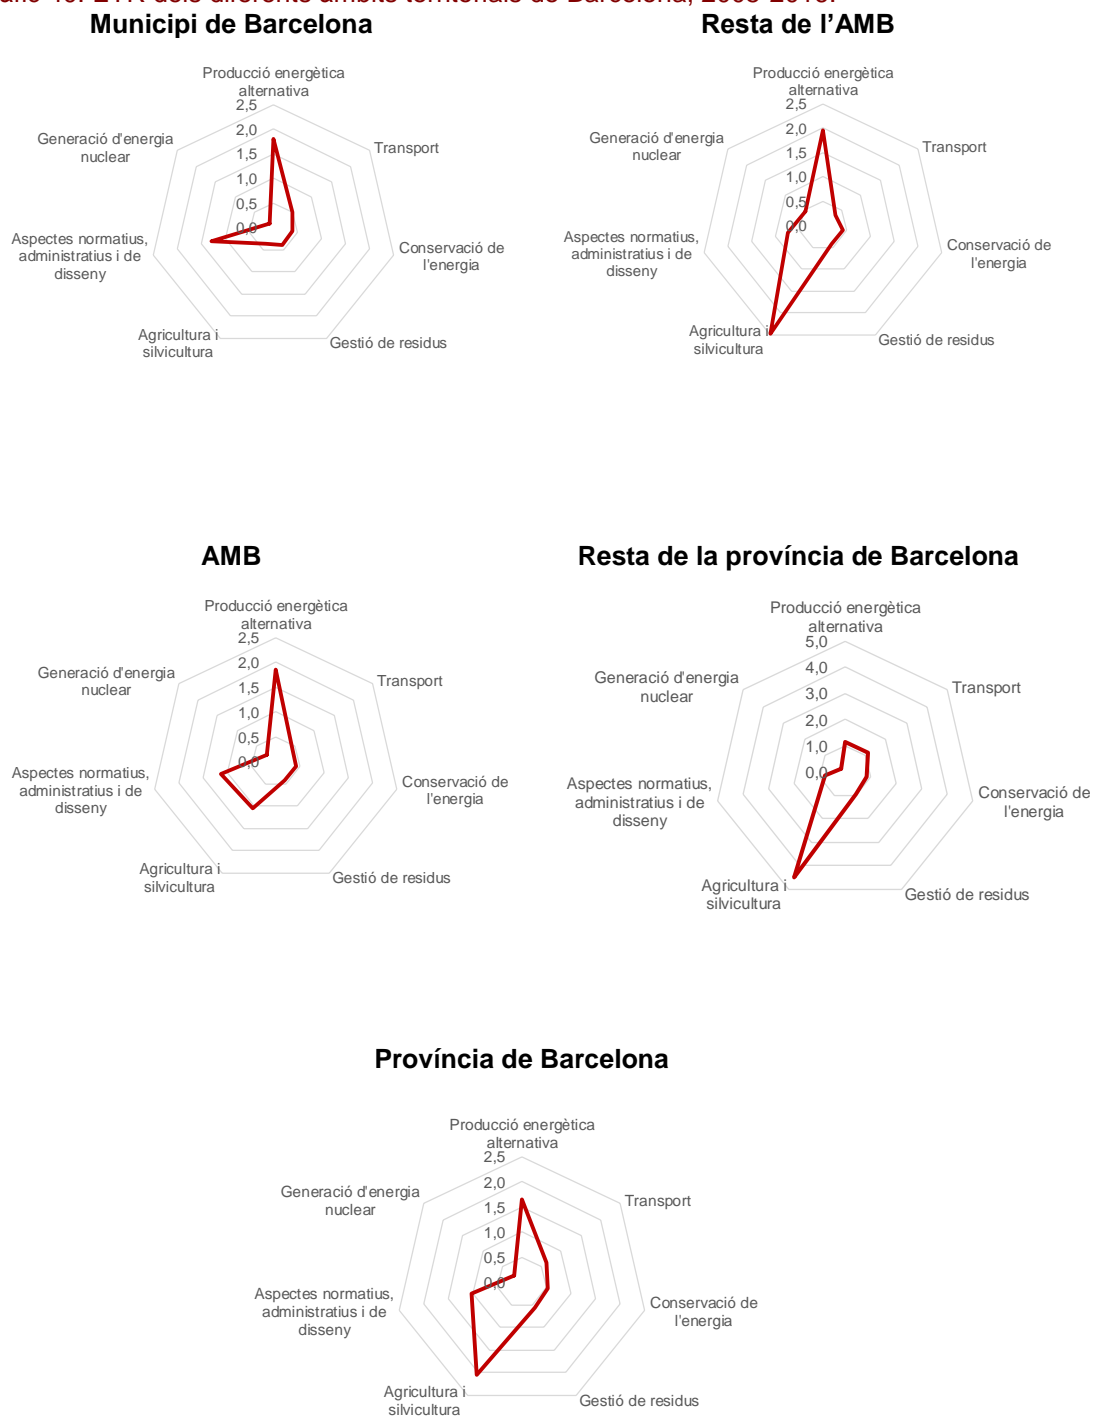 dels diferents àmbits territorials de Barcelona,
Municipi de Barcelona
Producció energètica
alternativa
2,5
2,0
1,5
1,0
0,5
0,0
Transport
Conservació de
l'energia
Gestió de residus
Agricultura i
silvicultura
Aspectes normatius,
administratius i de
disseny
Generació d'energia
nuclear
Resta de l’AMB
Producció energètica
alternativa
2,5
2,0
1,5
1,0
0,5
0,0
Transport
Conservació de
l'energia
Gestió de residus
Agricultura i
silvicultura
Aspectes normatius,
administratius i de
disseny
Generació d'energia
nuclear
AMB
Producció energètica
alternativa
2,5
2,0
1,5
1,0
0,5
0,0
Transport
Conservació de
l'energia
Gestió de residus
Agricultura i
silvicultura
Aspectes normatius,
administratius i de
disseny
Generació d'energia
nuclear
Resta de la província de Barcelona
Producció energètica
alternativa
5,0
4,0
3,0
2,0
1,0
0,0
Transport
Conservació de
l'energia
Gestió de residus
Agricultura i
silvicultura
Aspectes normatius,
administratius i de
disseny
Generació d'energia
nuclear
Província de Barcelona
Producció energètica
alternativa
2,5
2,0
1,5
1,0
0,5
0,0
Transport
Conservació de
l'energia
Gestió de residus
Agricultura i
silvicultura
Aspectes normatius,
administratius i de
disseny
Generació d'energia
nuclear